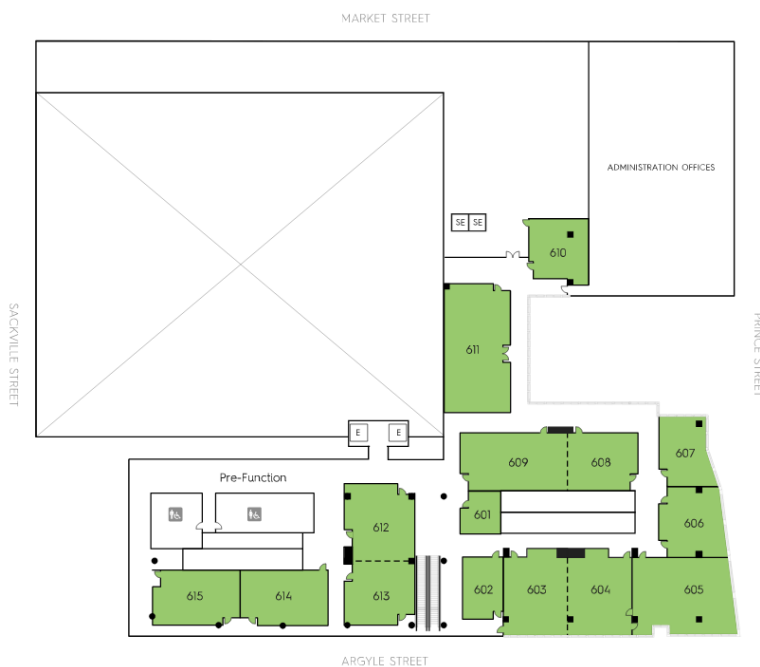 MARKET STREET
ADMINISTRATION OFFICES
SE SE
610
SACKVILLE STREET
PRINCE STREET
611
E E
609 608
607
Pre-Function
601
606
612
602 603 604 605
613
615 614
ARGYLE STREET